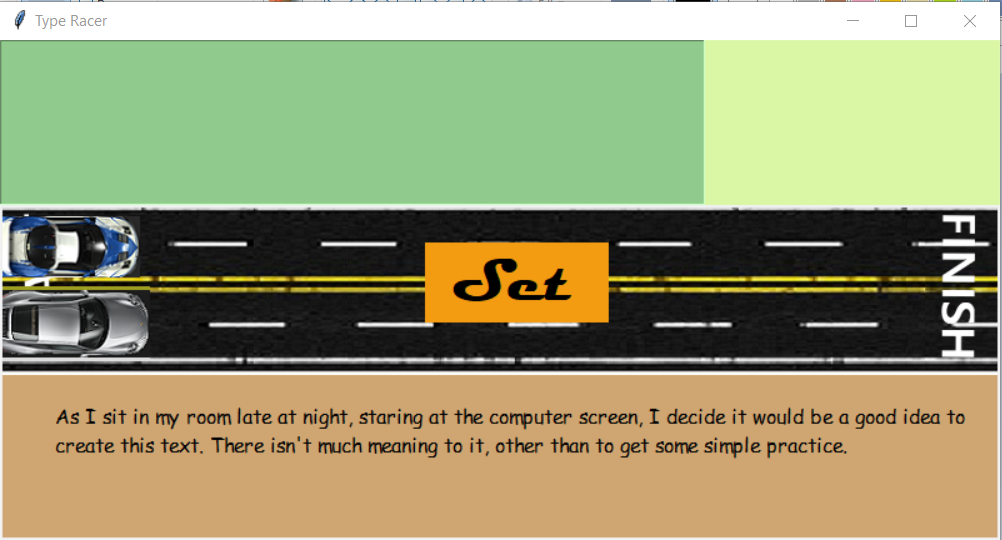 Type Racer
Set
FINISH
As I sit in my room late at night, staring at the computer screen, I decide it would be a good idea to
create this text. There isn't much meaning to it, other than to get some simple practice.